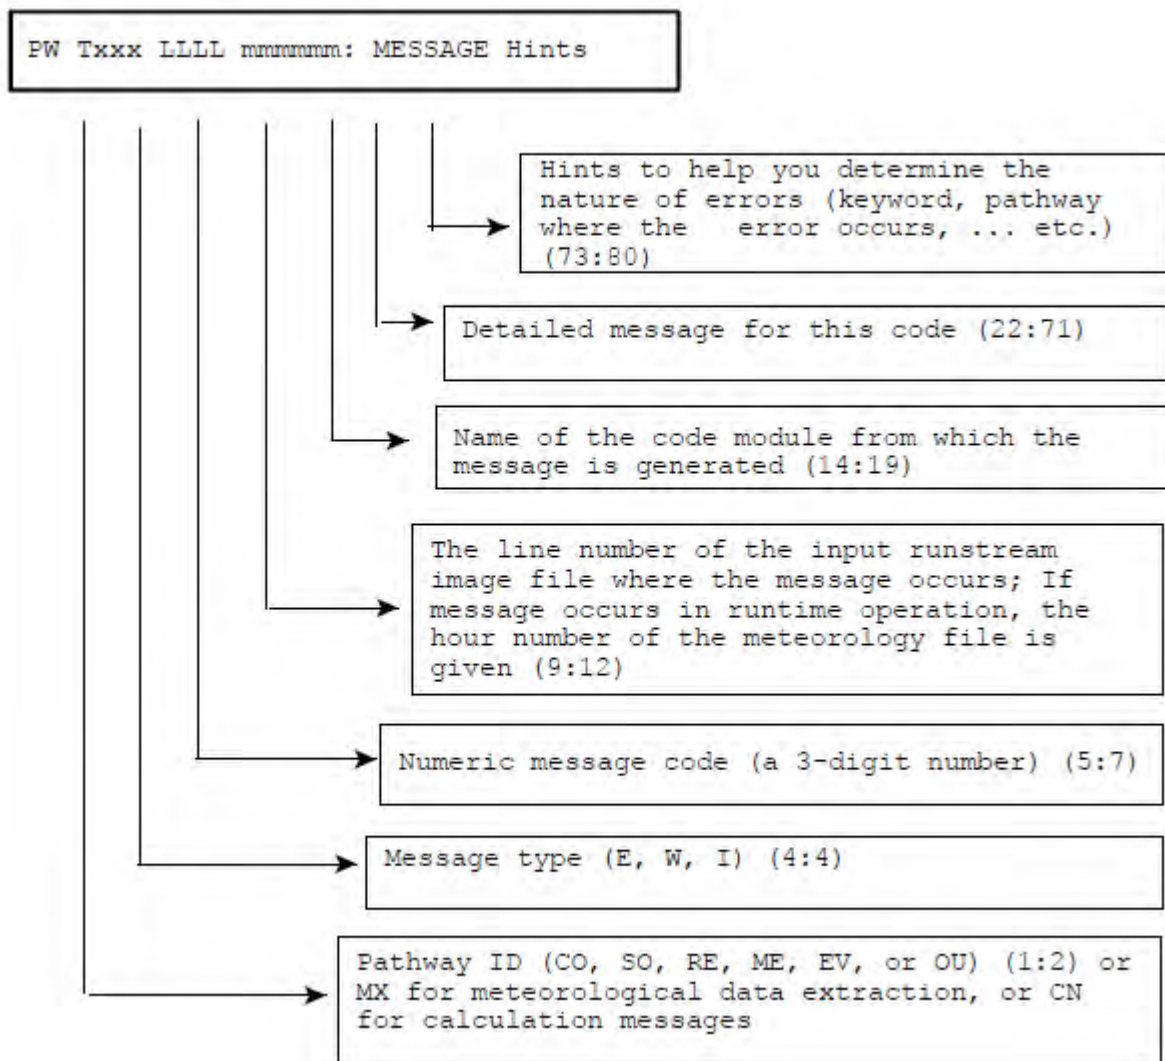 PW Txxx LLLL mmmmmm: MESSAGE Hints
Hints to help you determine the
nature of errors (keyword, pathway
where the error occurs, ... etc.)
(73:80)
Detailed message for this code (22:71)
Name of the code module from which the
message is generated (14:19)
The line number of the input runstream
image file where the message occurs; If
message occurs in runtime operation, the
hour number of the meteorology file is
given (9:12)
Numeric message code (a 3-digit number) (5:7)
Message type (E, W, I) (4:4)
Pathway ID (CO, SO, RE, ME, EV, or OU) (1:2) or
MX for meteorological data extraction, or CN
for calculation messages